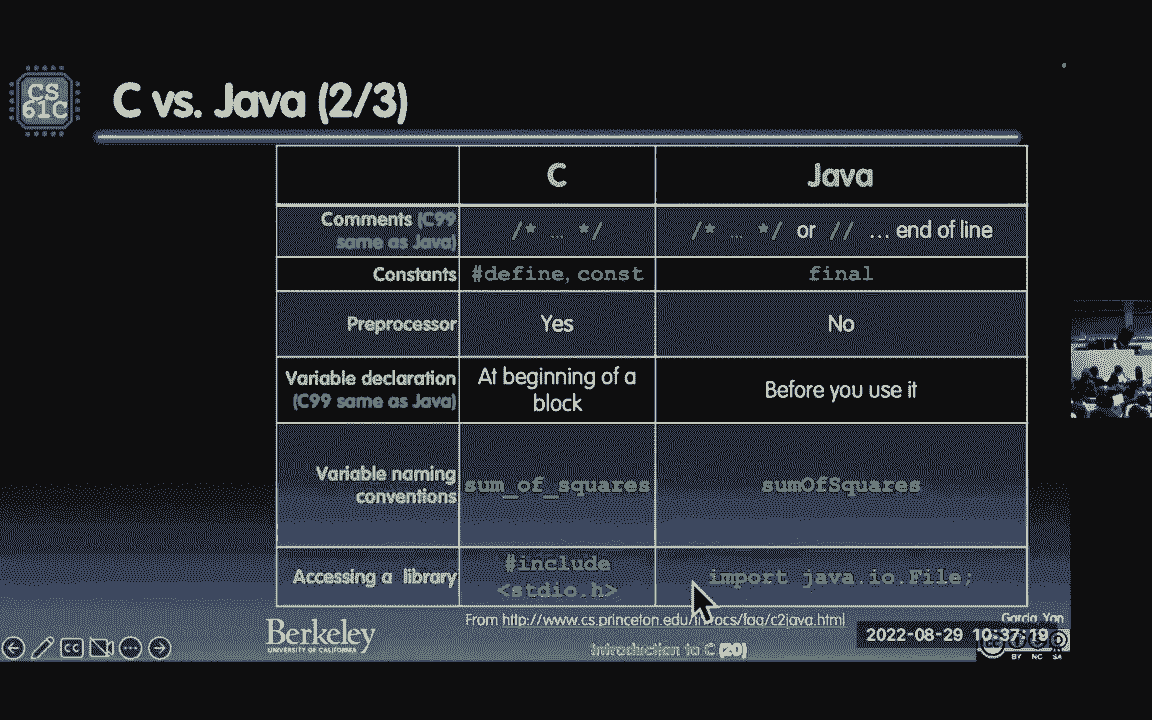 CS
61C
C vs. Java (2/3)
C
Java
Comments (C99
same as Java)
/* … */
/* … */ or // … end of line
Constants
#define, const
final
Preprocessor
Yes
No
Variable declaration
(C99 same as Java)
At beginning of a
block
Before you use it
Variable naming
conventions
sum_of_squares
sumOfSquares
Accessing a library
#include
<stdio.h>
import java.io.File;
Berkeley
UNIVERSITY OF CALIFORNIA
From http://www.cs.princeton.edu/
/faq/c2java.html
Introduction to C (20)
Garcia
2022-08-29 10:37:19
CC
BY NC SA